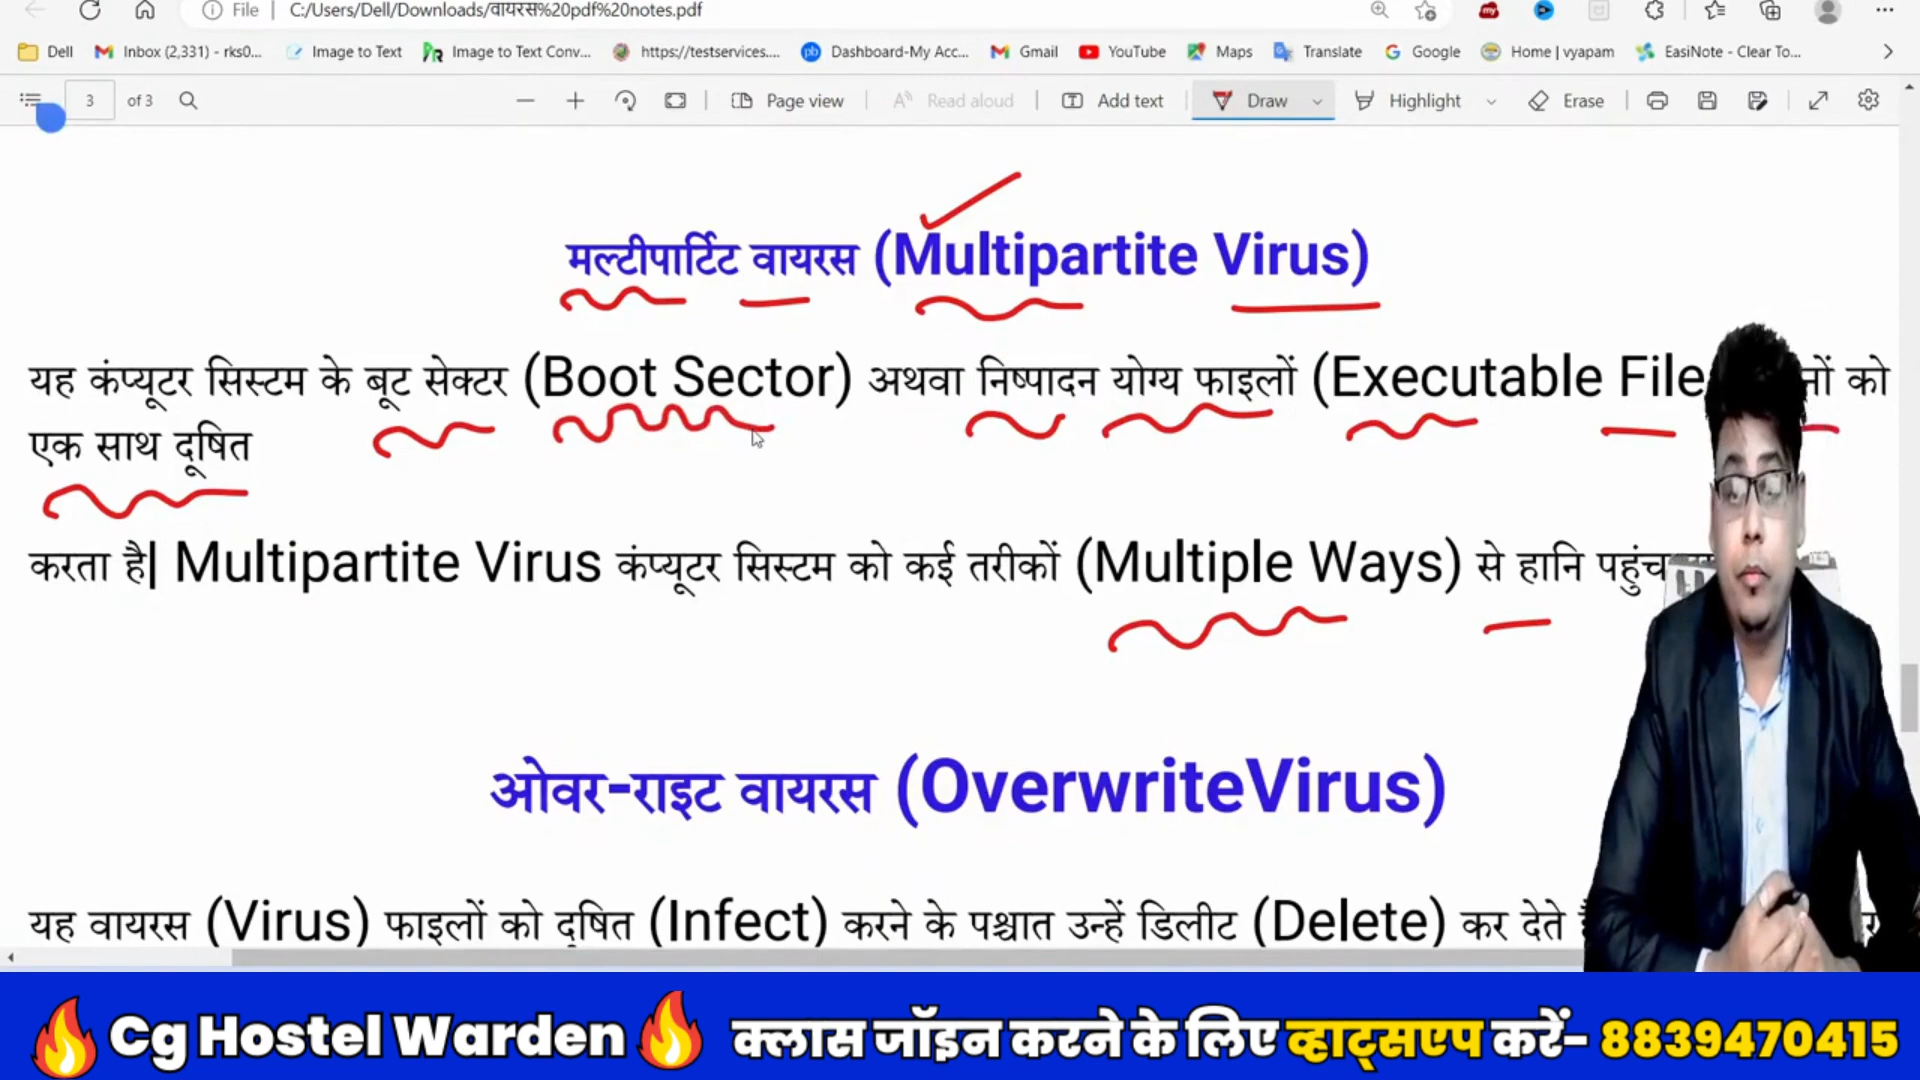 File C:/Users/Dell/Downloads/वायरस%20pdf%20notes.pdf
Dell Inbox (2,331) - rks0... Image to Text Image to Text Conv... https://testservices.... Dashboard-My Acc... Gmail YouTube Maps Translate Google Home | vyapam EasiNote - Clear To...
3 of 3 Page view Read aloud Add text Draw Highlight Erase
मल्टीपार्टिट वायरस (Multipartite Virus)
यह कंप्यूटर सिस्टम के बूट सेक्टर (Boot Sector) अथवा निष्पादन योग्य फाइलों (Executable File को
एक साथ दूषित
करता है| Multipartite Virus कंप्यूटर सिस्टम को कई तरीकों (Multiple Ways) से हानि
ओवर-राइट वायरस (OverwriteVirus)
यह वायरस (Virus) फाइलों को दूषित (Infect) करने के पश्चात उन्हें डिलीट (Delete) कर देते
Cg Hostel Warden क्लास जॉइन करने के लिए व्हाट्सएप करें- 8839470415